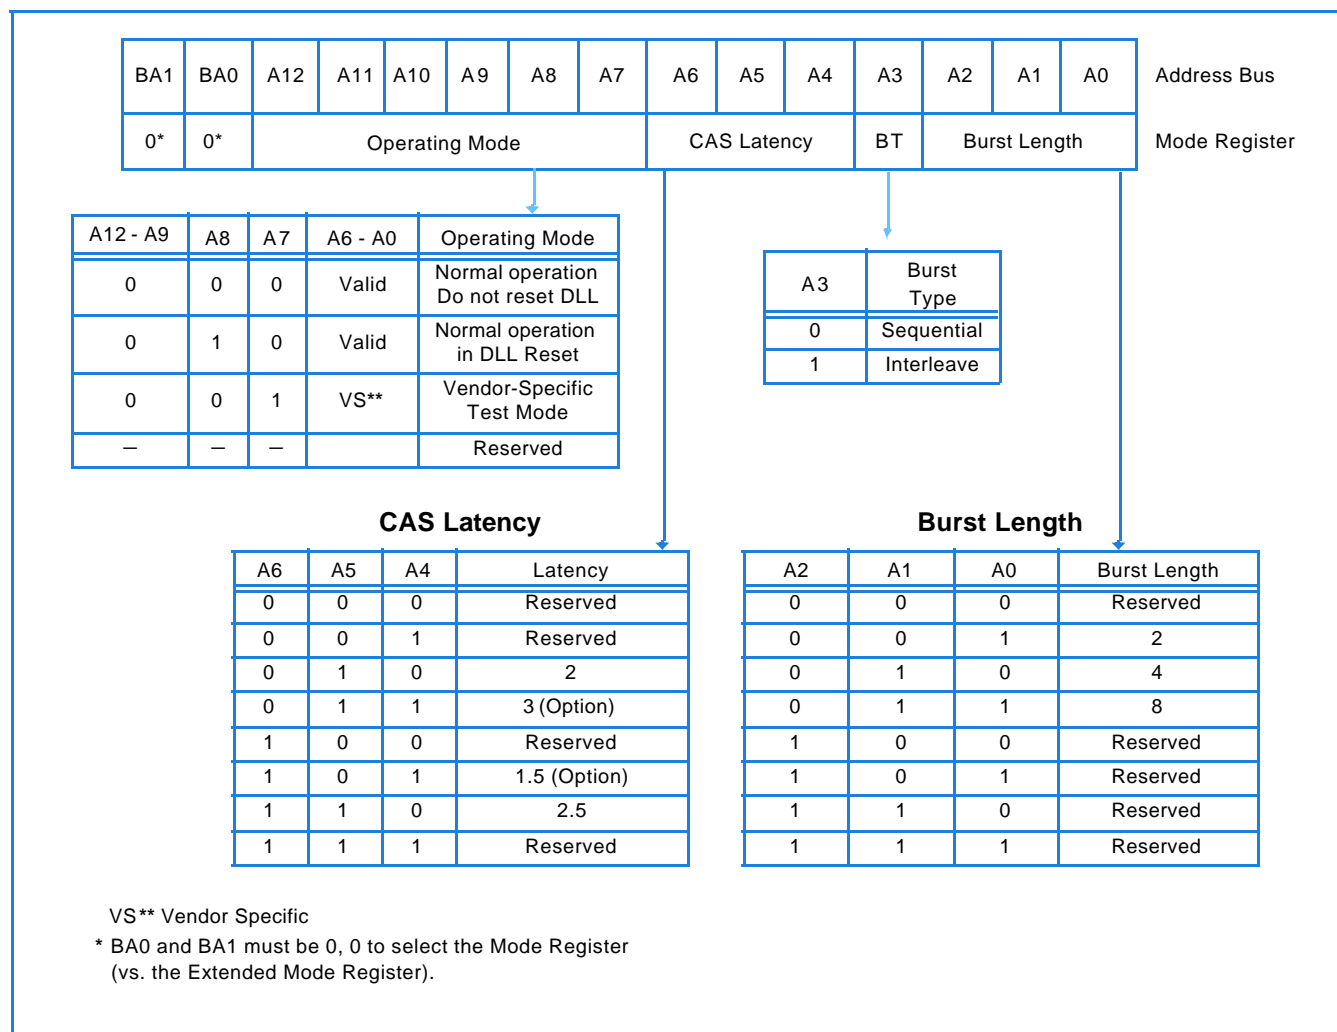 BA1 BA0 A12 A11 A10 A9 A8 A7 A6 A5 A4 A3 A2 A1 A0 Address Bus
0* 0* Operating Mode CAS Latency BT Burst Length Mode Register
A12 - A9 A8 A7 A6 - A0 Operating Mode
0 0 0 Valid Normal operation
Do not reset DLL
0 1 0 Valid Normal operation
in DLL Reset
0 0 1 VS** Vendor-Specific
Test Mode
— — — Reserved
A3 Burst
Type
0 Sequential
1 Interleave
CAS Latency
A6 A5 A4 Latency
0 0 0 Reserved
0 0 1 Reserved
0 1 0 2
0 1 1 3 (Option)
1 0 0 Reserved
1 0 1 1.5 (Option)
1 1 0 2.5
1 1 1 Reserved
Burst Length
A2 A1 A0 Burst Length
0 0 0 Reserved
0 0 1 2
0 1 0 4
0 1 1 8
1 0 0 Reserved
1 0 1 Reserved
1 1 0 Reserved
1 1 1 Reserved
VS** Vendor Specific
* BA0 and BA1 must be 0, 0 to select the Mode Register
(vs. the Extended Mode Register).